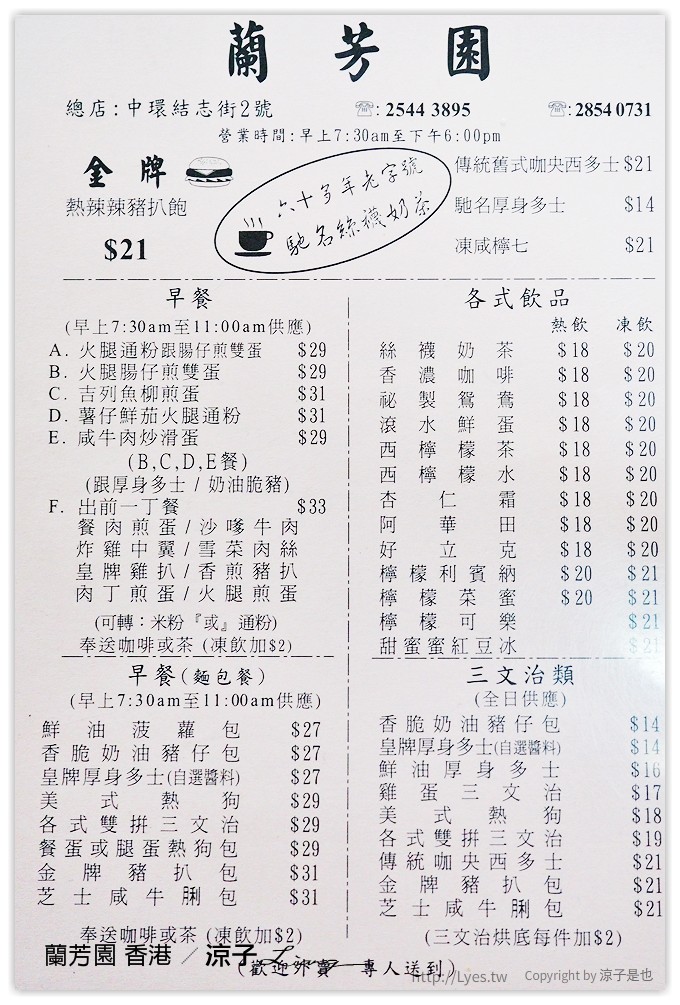 蘭芳園
總店:中環結志街2號 ☏: 2544 3895 ☏: 2854 0731
營業時間:早上7:30am至下午6:00pm
金牌
熱辣辣豬扒飽
$21
六十多年老字號
馳名絲襪奶茶
傳統舊式咖央西多士 $21
馳名厚身多士 $14
凍咸檸七 $21
早餐
(早上7:30am至11:00am供應)
A. 火腿通粉跟腸仔煎雙蛋 $29
B. 火腿腸仔煎雙蛋 $29
C. 吉列魚柳煎蛋 $31
D. 薯仔鮮茄火腿通粉 $31
E. 咸牛肉炒滑蛋 $29
(B,C,D,E餐)
(跟厚身多士 / 奶油脆豬)
F. 出前一丁餐 $33
餐肉煎蛋/沙嗲牛肉
炸雞中翼/雪菜肉絲
皇牌雞扒/香煎豬扒
肉丁煎蛋/火腿煎蛋
(可轉:米粉『或』通粉)
奉送咖啡或茶 (凍飲加$2)
早餐(麵包餐)
(早上7:30am至11:00am供應)
鮮油菠蘿包 $27
香脆奶油豬仔包 $27
皇牌厚身多士(自選醬料) $27
美式熱狗 $29
各式雙拼三文治 $29
餐蛋或腿蛋熱狗包 $29
金牌豬扒包 $31
芝士咸牛脷包 $31
奉送咖啡或茶 (凍飲加$2)
各式飲品
熱飲 凍飲
絲襪奶茶 $18 $20
香濃咖啡 $18 $20
祕製鴛鴦 $18 $20
滾水鮮蛋 $18 $20
西檸檬茶 $18 $20
西檸檬水 $18 $20
杏仁霜 $18 $20
阿華田 $18 $20
好立克 $18 $20
檸檬利賓納 $20 $21
檸檬菜蜜 $20 $21
檸檬可樂 $21
甜蜜蜜紅豆冰 $21
三文治類
(全日供應)
香脆奶油豬仔包 $14
皇牌厚身多士(自選醬料) $14
鮮油厚身多士 $16
雞蛋三文治 $17
美式熱狗 $18
各式雙拼三文治 $19
傳統咖央西多士 $21
金牌豬扒包 $21
芝士咸牛脷包 $21
(三文治烘底每件加$2)
(歡迎外賣 專人送到)
蘭芳園 香港 / 涼子
http://Lyes.tw Copyright by 涼子是也